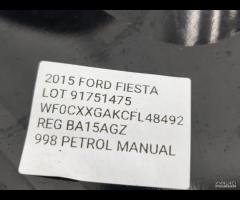 2015 FORD FIESTA
LOT 91751475
WF0CXXGAKCFL48492
REG BA15AGZ
998 PETROL MANUAL